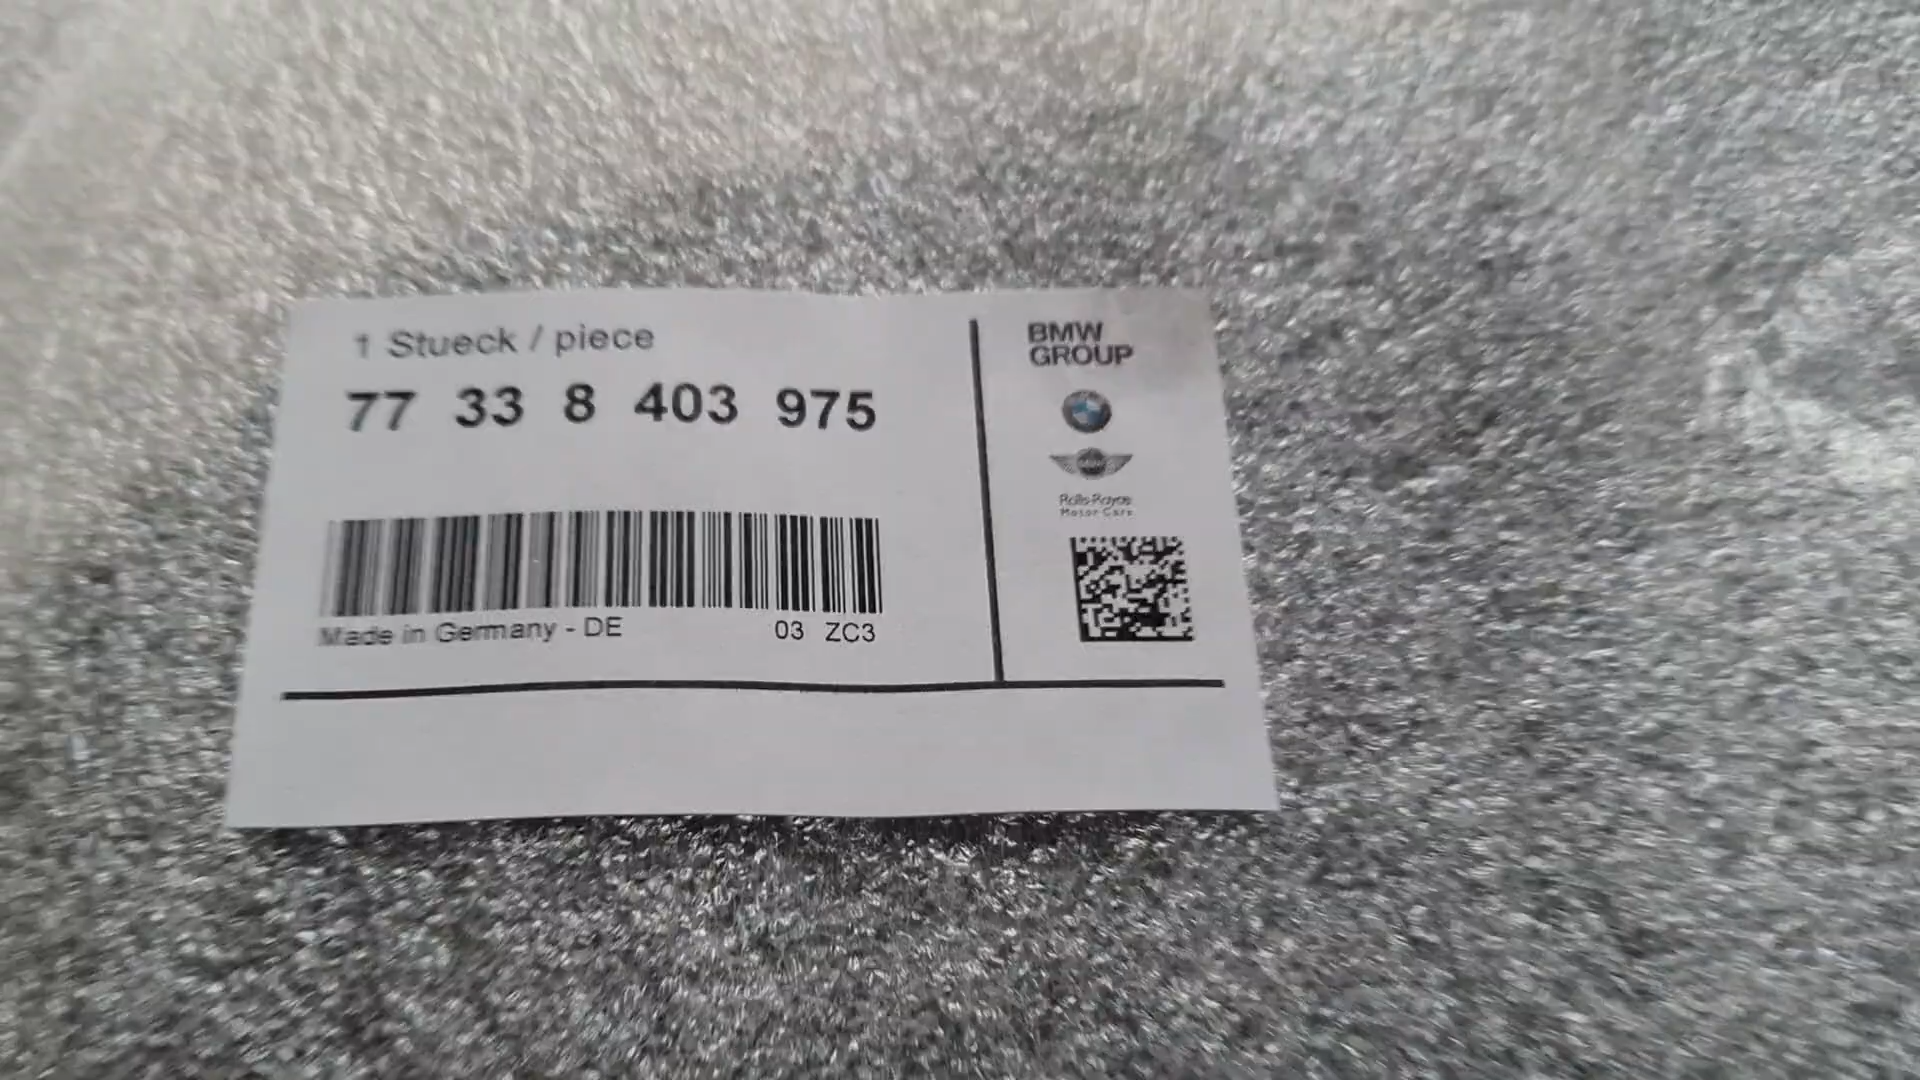 1 Stueck / piece
77 33 8 403 975
Made in Germany - DE 03 ZC3
BMW
GROUP
Rolls-Royce
Motor Cars